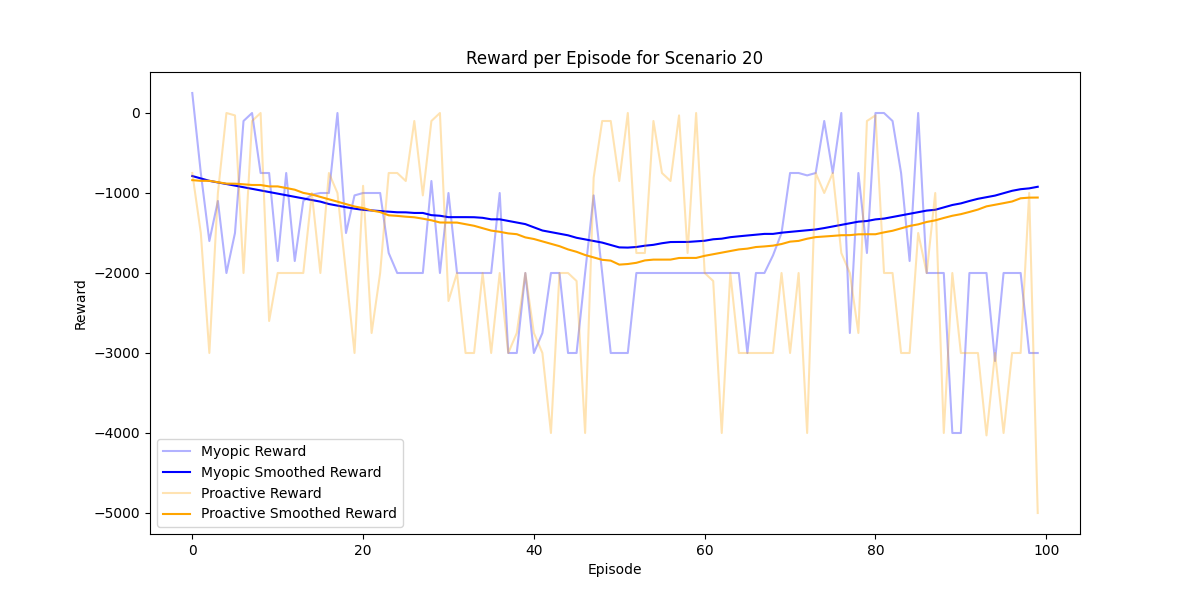 Reward per Episode for Scenario 20
Reward
0
−1000
−2000
−3000
−4000
−5000
Myopic Reward
Myopic Smoothed Reward
Proactive Reward
Proactive Smoothed Reward
0 20 40 60 80 100
Episode